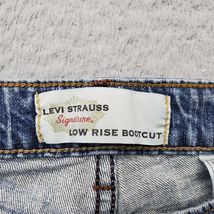 LEVI STRAUSS
Signature
LOW RISE BOOTCUT